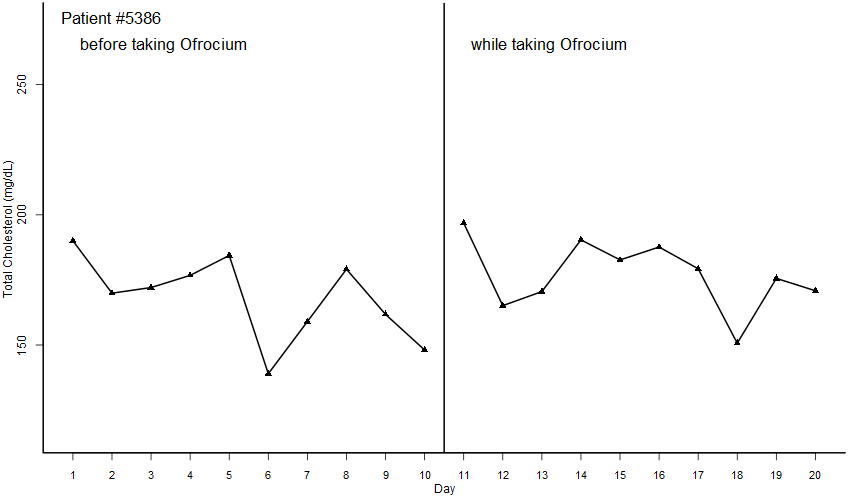 Patient #5386
before taking Ofrocium
while taking Ofrocium
Total Cholesterol (mg/dL)
250
200
150
1 2 3 4 5 6 7 8 9 10 11 12 13 14 15 16 17 18 19 20
Day